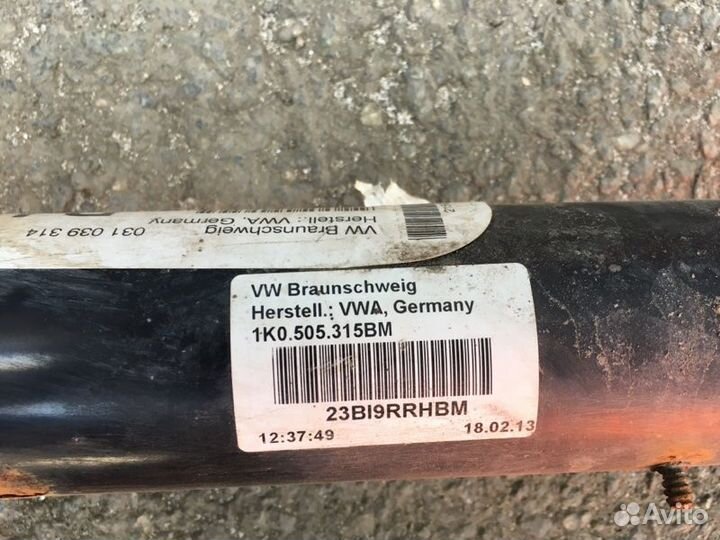 VW Braunschweig
Herstell.: VWA, Germany
031 039 314
VW Braunschweig
Herstell.: VWA, Germany
1K0.505.315BM
23BI9RRHBM
12:37:49 18.02.13
Avito